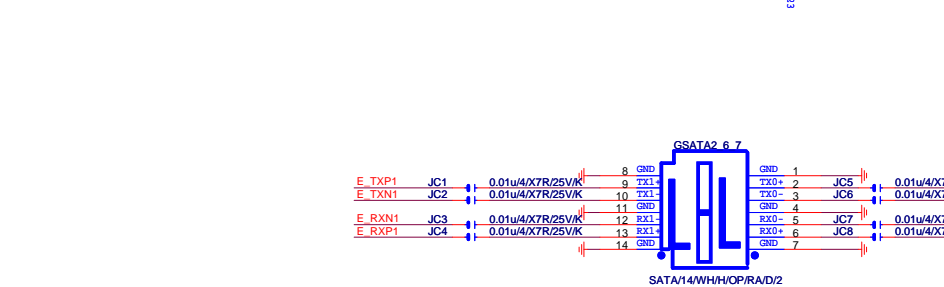 GSATA2_6_7
8 GND GND 1
E_TXP1 JC1 0.01u/4/X7R/25V/K 9 TX1+ TX0+ 2 JC5 0.01u/4/X7
E_TXN1 JC2 0.01u/4/X7R/25V/K 10 TX1- TX0- 3 JC6 0.01u/4/X7
11 GND GND 4
E_RXN1 JC3 0.01u/4/X7R/25V/K 12 RX1- RX0- 5 JC7 0.01u/4/X7
E_RXP1 JC4 0.01u/4/X7R/25V/K 13 RX1+ RX0+ 6 JC8 0.01u/4/X7
14 GND GND 7
SATA/14/WH/H/OP/RA/D/2